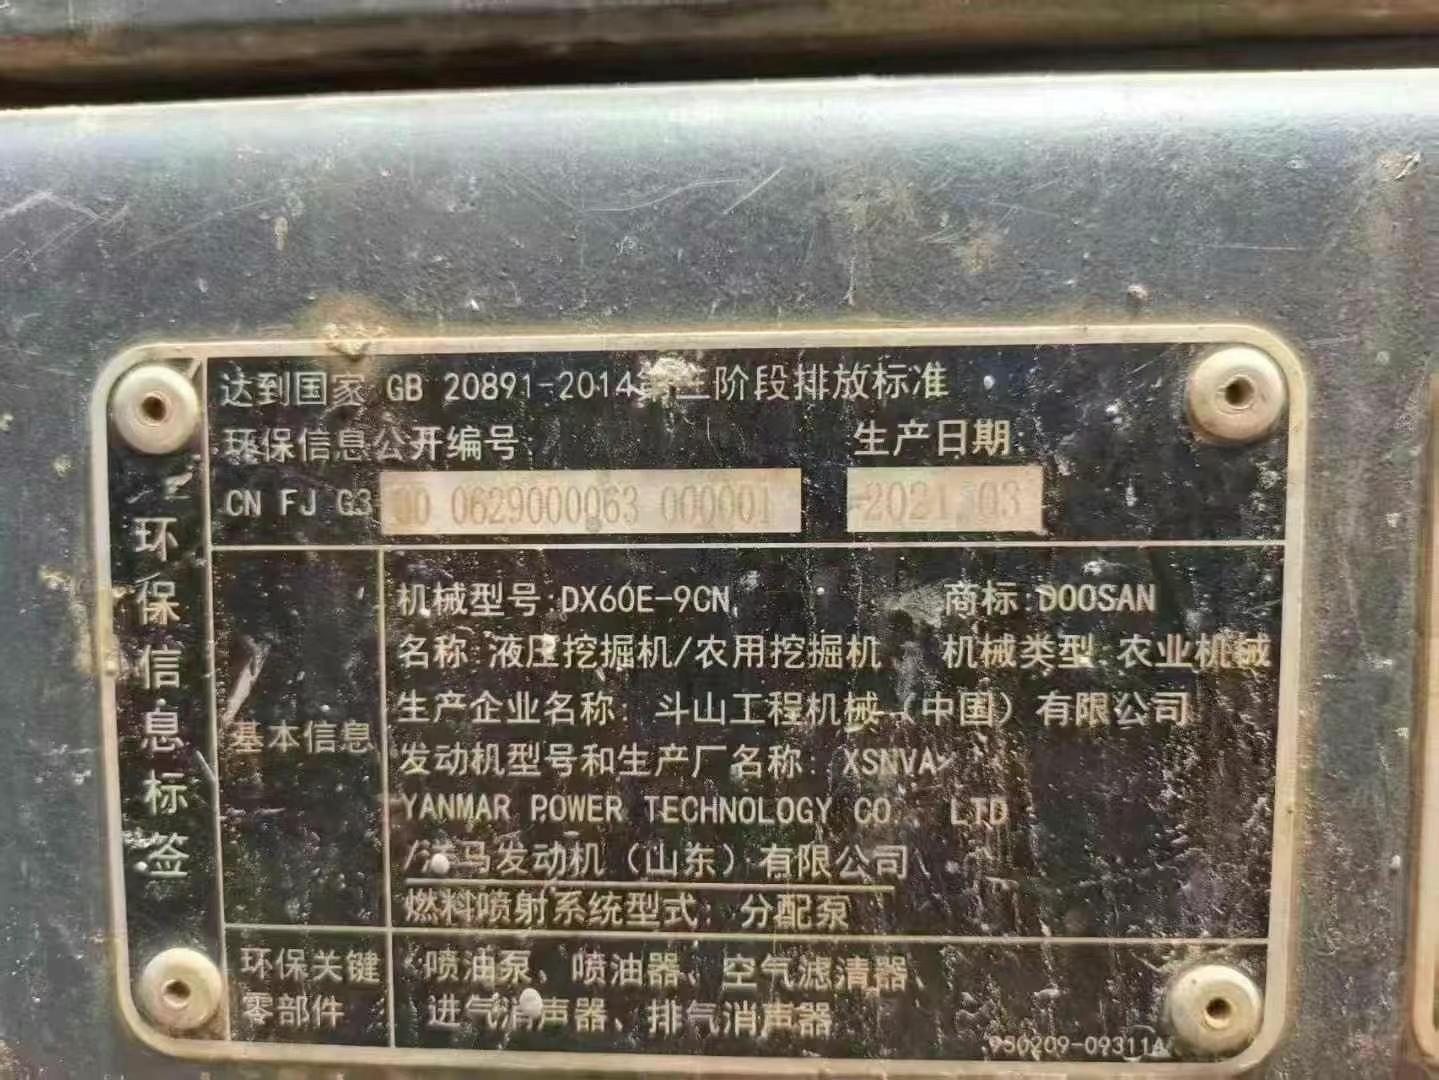 达到国家 GB 20891-2014第三阶段排放标准
环保信息公开编号
生产日期:
CN FJ G3 00 0629000063 000001
2021 03
环保信息标签
基本信息
机械型号:DX60E-9CN
商标:DOOSAN
名称:液压挖掘机/农用挖掘机
机械类型:农业机械
生产企业名称: 斗山工程机械(中国)有限公司
发动机型号和生产厂名称: XSNVA
YANMAR POWER TECHNOLOGY CO., LTD
/洋马发动机(山东)有限公司
燃料喷射系统型式: 分配泵
环保关键
零部件
喷油泵、喷油器、空气滤清器、
进气消声器、排气消声器
950209-09311A